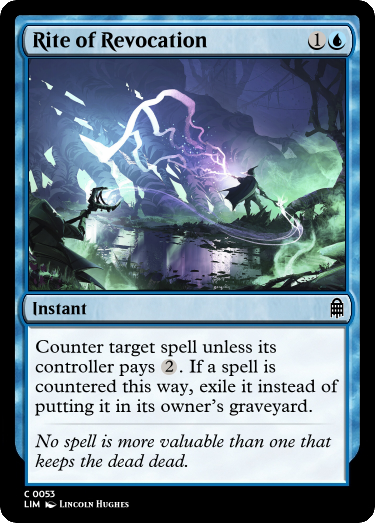 Rite of Revocation 1
Instant
Counter target spell unless its
controller pays 2. If a spell is
countered this way, exile it instead of
putting it in its owner's graveyard.
No spell is more valuable than one that
keeps the dead dead.
C 0053
LIM Lincoln Hughes